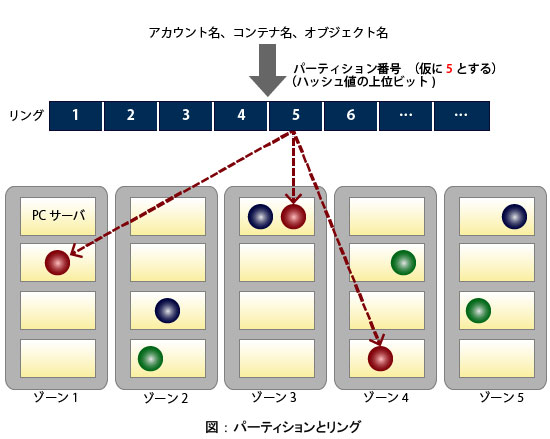 アカウント名、コンテナ名、オブジェクト名
パーティション番号　(仮に 5 とする)
(ハッシュ値の上位ビット)
リング 1 2 3 4 5 6 … …
PC サーバ
ゾーン 1 ゾーン 2 ゾーン 3 ゾーン 4 ゾーン 5
図：パーティションとリング